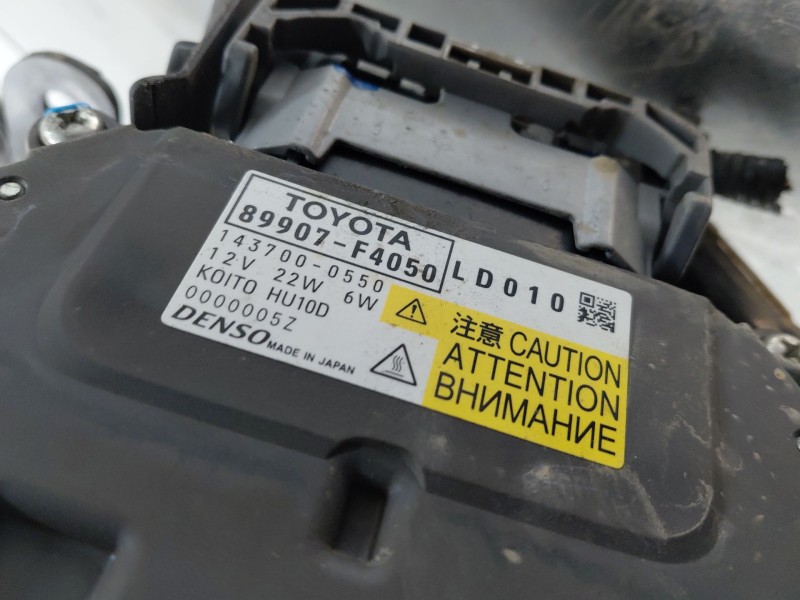 TOYOTA
89907-F4050
LD010
143700-0550
12V 22W 6W
KOITO HU10D
0000005Z
DENSO MADE IN JAPAN
注意 CAUTION
ATTENTION
ВНИМАНИЕ